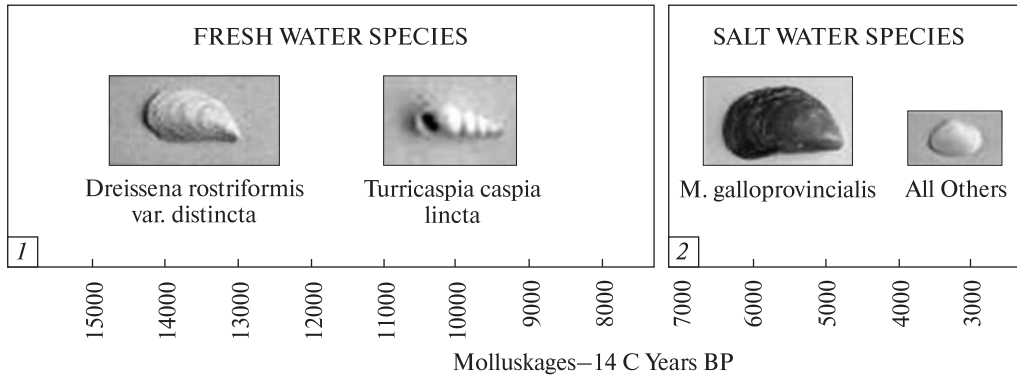 FRESH WATER SPECIES
Dreissena rostriformis
var. distincta
Turricaspia caspia
lincta
1
SALT WATER SPECIES
M. galloprovincialis
All Others
2
15000
14000
13000
12000
11000
10000
9000
8000
7000
6000
5000
4000
3000
Molluskages–14 C Years BP